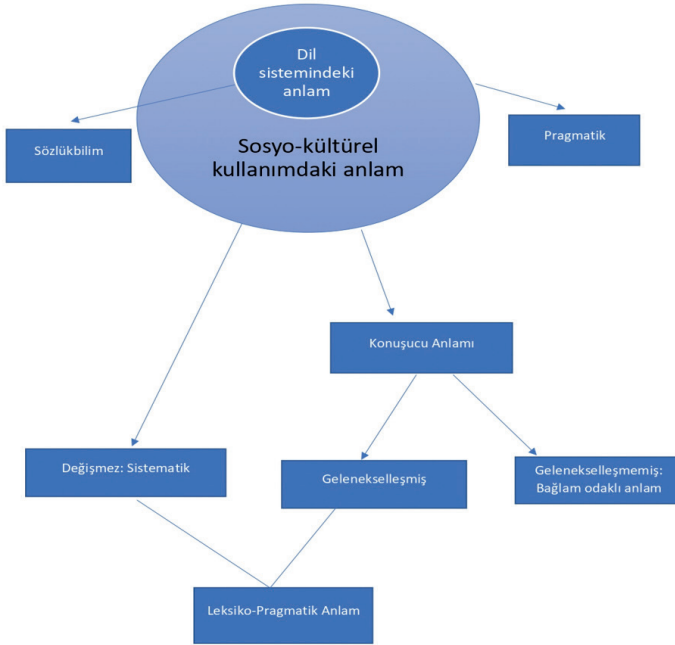 Dil
sistemindeki
anlam
Sosyo-kültürel
kullanımdaki anlam
Sözlükbilim
Pragmatik
Konuşucu Anlamı
Değişmez: Sistematik
Gelenekselleşmiş
Gelenekselleşmemiş:
Bağlam odaklı anlam
Leksiko-Pragmatik Anlam